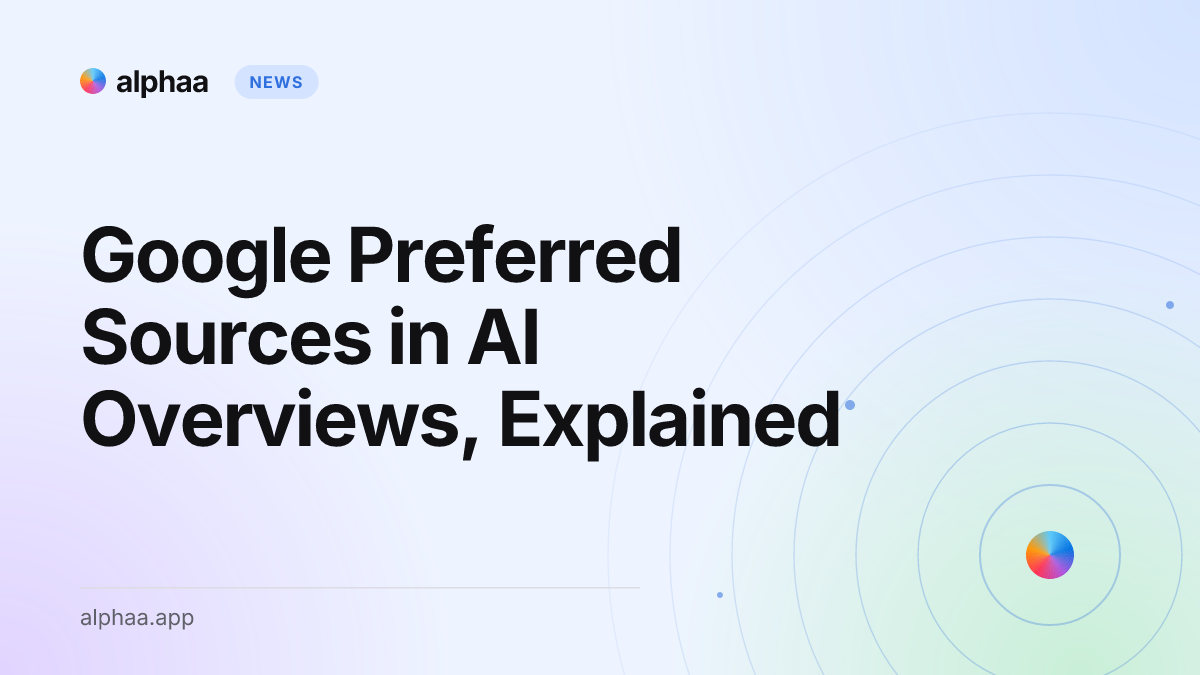 alphaa NEWS
Google Preferred
Sources in AI
Overviews, Explained
alphaa.app